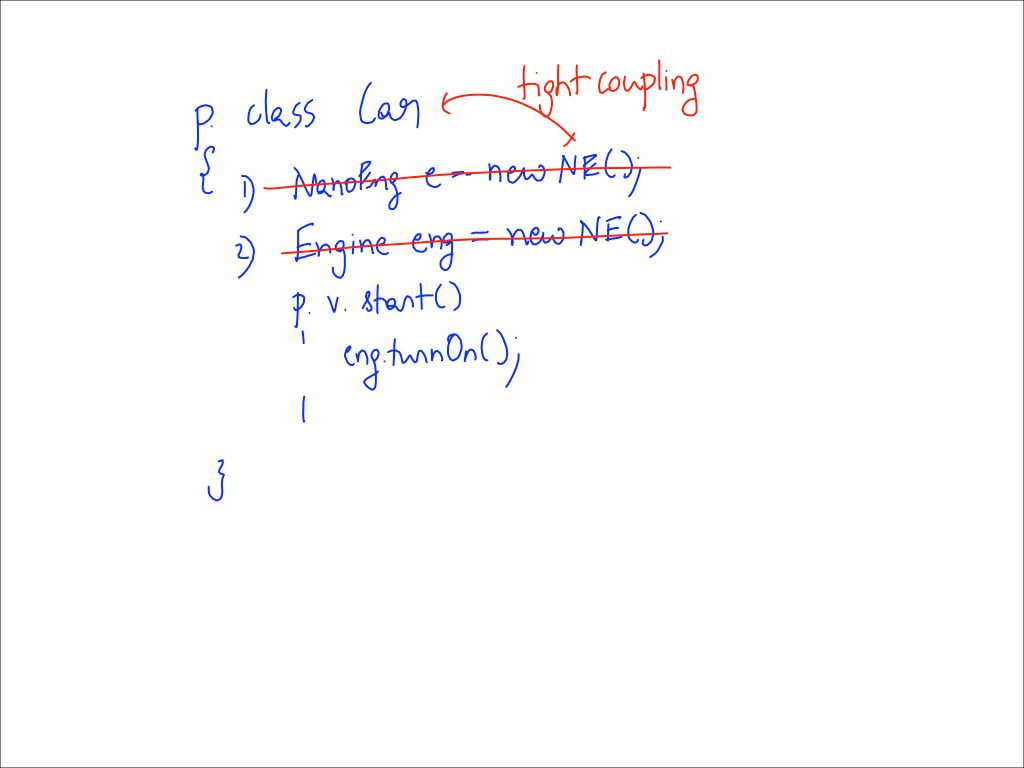 tight coupling
p. class Car
{
1) NanoEng e = new NE();
2) Engine eng = new NE();
p. v. start()
eng.turnOn();
}